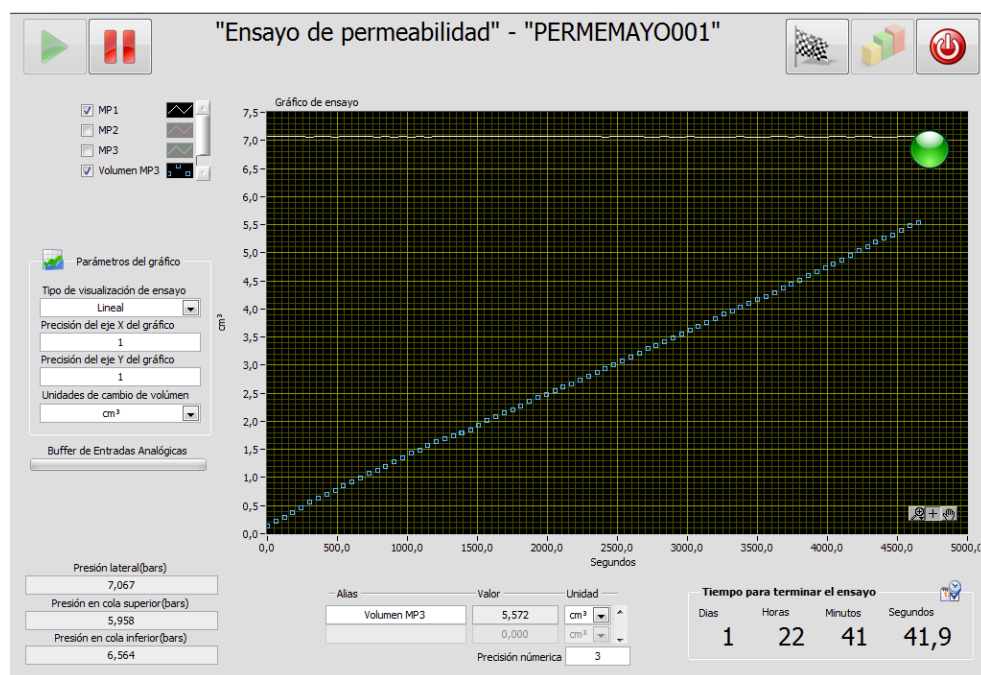 "Ensayo de permeabilidad" - "PERMEMAYO001"
MP1
MP2
MP3
Volumen MP3
Parámetros del gráfico
Tipo de visualización de ensayo
Lineal
Precisión del eje X del gráfico
1
Precisión del eje Y del gráfico
1
Unidades de cambio de volúmen
cm³
Buffer de Entradas Analógicas
Presión lateral(bars)
7,067
Presión en cola superior(bars)
5,958
Presión en cola inferior(bars)
6,564
Gráfico de ensayo
cm³
7,5
7,0
6,5
6,0
5,5
5,0
4,5
4,0
3,5
3,0
2,5
2,0
1,5
1,0
0,5
0,0
0,0 500,0 1000,0 1500,0 2000,0 2500,0 3000,0 3500,0 4000,0 4500,0 5000,0
Segundos
Alias Valor Unidad
Volumen MP3 5,572 cm³
0,000 cm³
Precisión númerica 3
Tiempo para terminar el ensayo
Dias Horas Minutos Segundos
1 22 41 41,9